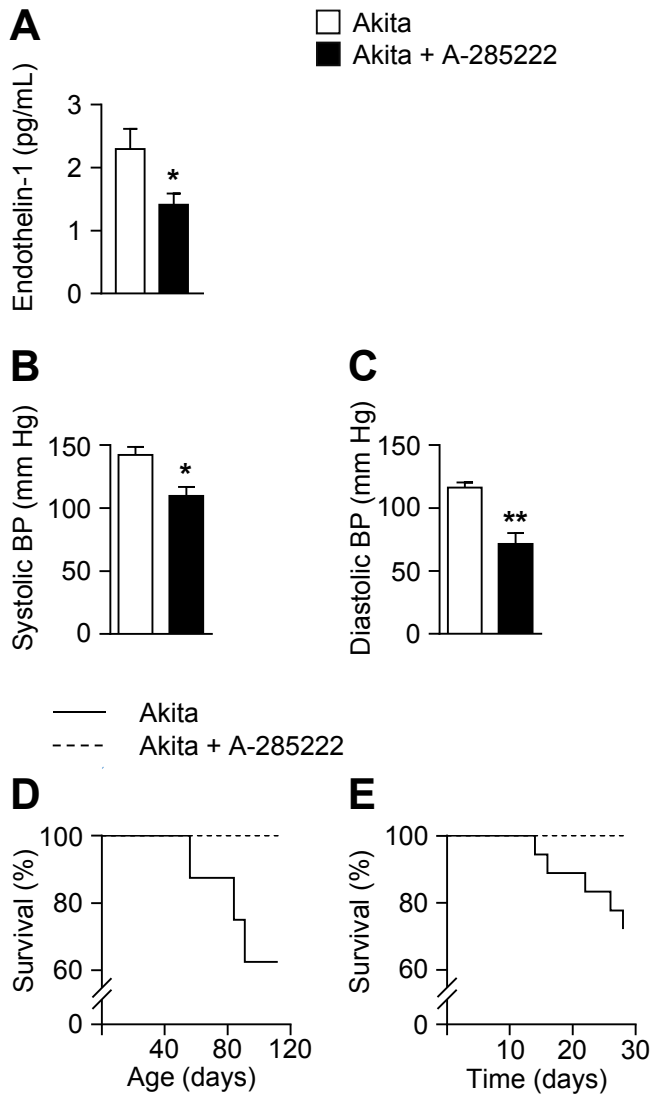 A
Akita
Akita + A-285222
Endothelin-1 (pg/mL)
3
2
*
1
0
B
C
Systolic BP (mm Hg)
150
*
100
50
0
Diastolic BP (mm Hg)
150
100
**
50
0
Akita
Akita + A-285222
D
E
Survival (%)
100
80
60
0
40 80 120
Age (days)
Survival (%)
100
80
60
0
10 20 30
Time (days)